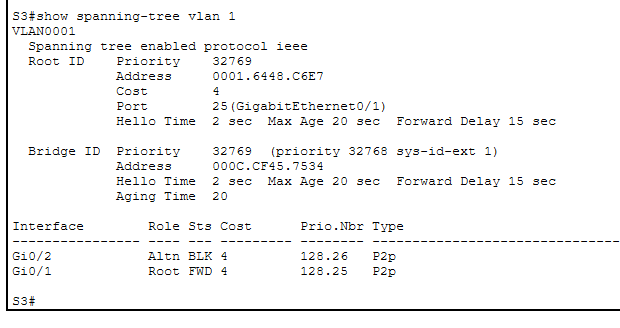 S3#show spanning-tree vlan 1
VLAN0001
  Spanning tree enabled protocol ieee
  Root ID    Priority    32769
             Address     0001.6448.C6E7
             Cost        4
             Port        25(GigabitEthernet0/1)
             Hello Time  2 sec  Max Age 20 sec  Forward Delay 15 sec

  Bridge ID  Priority    32769  (priority 32768 sys-id-ext 1)
             Address     000C.CF45.7534
             Hello Time  2 sec  Max Age 20 sec  Forward Delay 15 sec
             Aging Time  20

Interface        Role Sts Cost      Prio.Nbr Type
---------------- ---- --- --------- -------- --------------------------------
Gi0/2            Altn BLK 4         128.26   P2p
Gi0/1            Root FWD 4         128.25   P2p

S3#